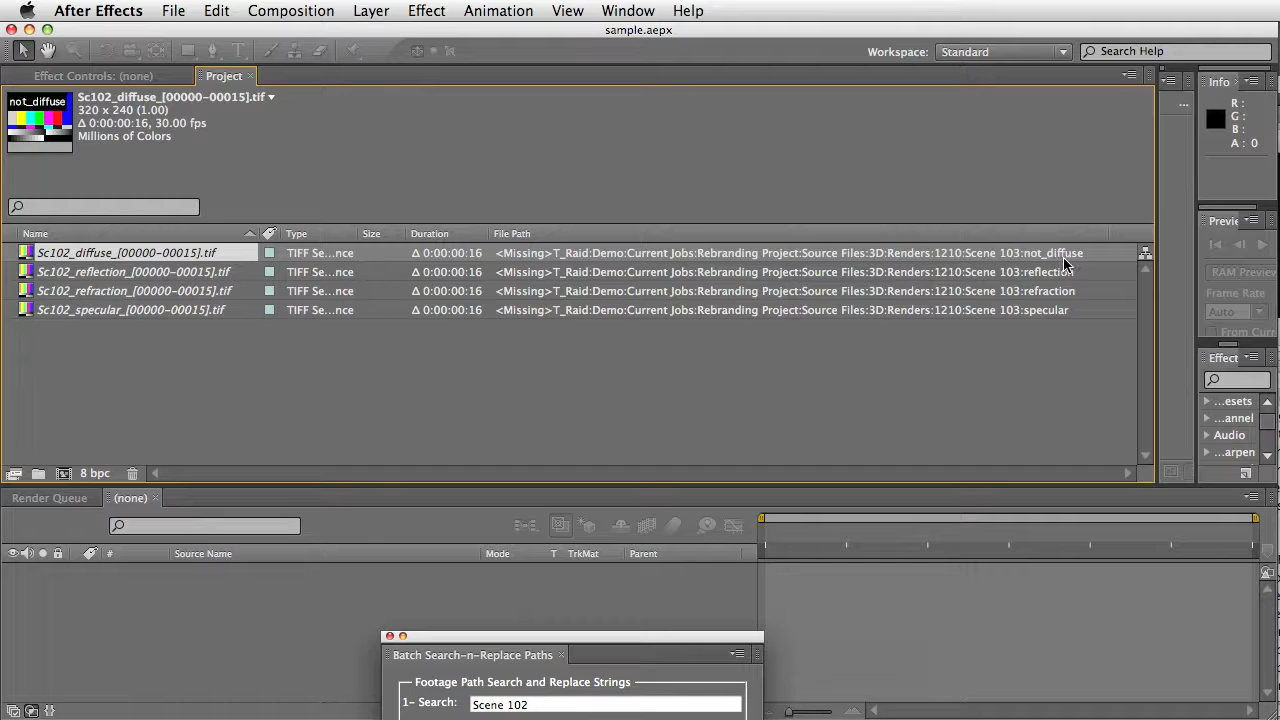 After Effects File Edit Composition Layer Effect Animation View Window Help
sample.aepx
Workspace: Standard Search Help
Effect Controls: (none) Project Info
not_diffuse
Sc102_diffuse_[00000-00015].tif
320 x 240 (1.00)
Δ 0:00:00:16, 30.00 fps
Millions of Colors
R :
G :
B :
A : 0
Previe
Name Type Size Duration File Path
Sc102_diffuse_[00000-00015].tif TIFF Se...nce Δ 0:00:00:16 <Missing>T_Raid:Demo:Current Jobs:Rebranding Project:Source Files:3D:Renders:1210:Scene 103:not_diffuse
Sc102_reflection_[00000-00015].tif TIFF Se...nce Δ 0:00:00:16 <Missing>T_Raid:Demo:Current Jobs:Rebranding Project:Source Files:3D:Renders:1210:Scene 103:reflection
Sc102_refraction_[00000-00015].tif TIFF Se...nce Δ 0:00:00:16 <Missing>T_Raid:Demo:Current Jobs:Rebranding Project:Source Files:3D:Renders:1210:Scene 103:refraction
Sc102_specular_[00000-00015].tif TIFF Se...nce Δ 0:00:00:16 <Missing>T_Raid:Demo:Current Jobs:Rebranding Project:Source Files:3D:Renders:1210:Scene 103:specular
RAM Preview
Frame Rate
Auto
From Curr
Effect
...esets
...annel
Audio
...arpen
8 bpc
Render Queue (none)
# Source Name Mode T TrkMat Parent
Batch Search-n-Replace Paths
Footage Path Search and Replace Strings
1- Search: Scene 102